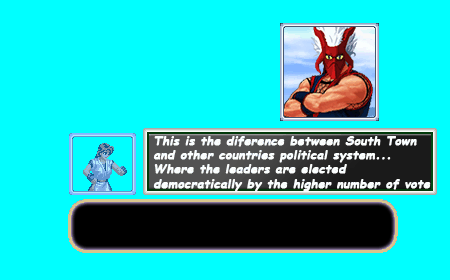 This is the diference between South Town
and other countries political system...
Where the leaders are elected
democratically by the higher number of vote